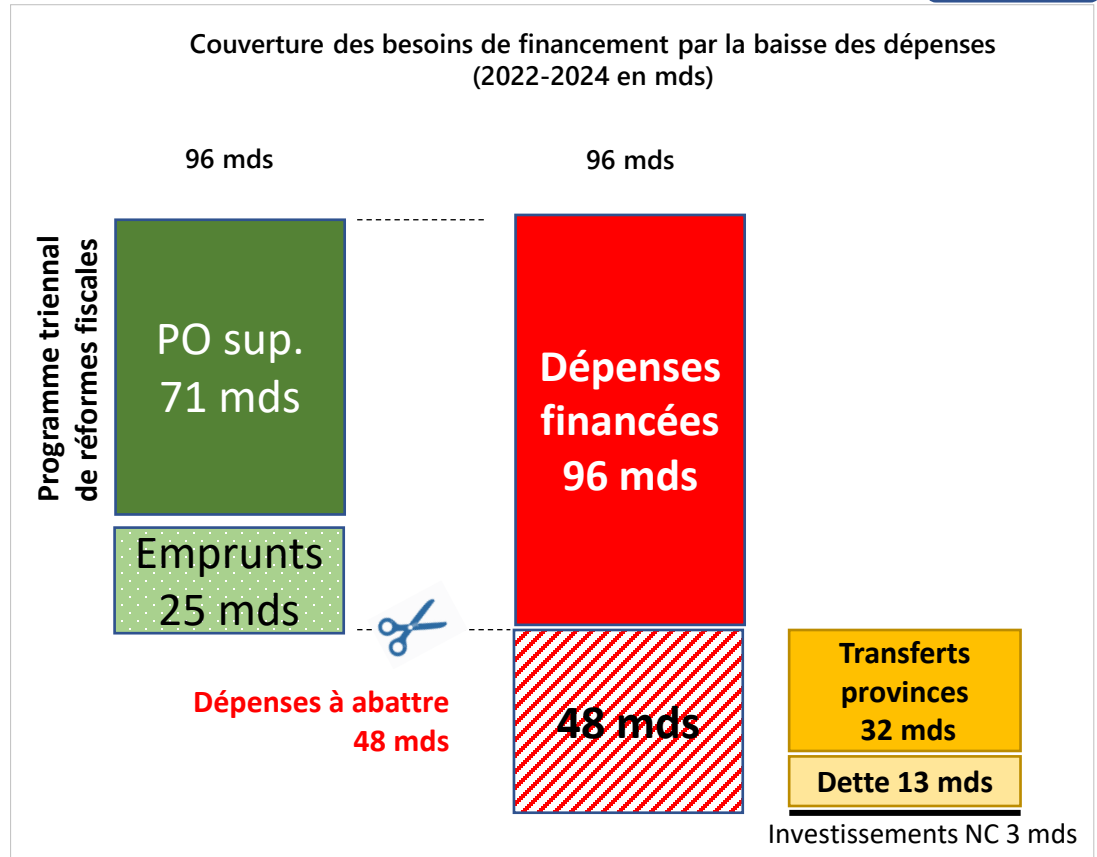 Couverture des besoins de financement par la baisse des dépenses
(2022-2024 en mds)
96 mds
96 mds
Programme triennal
de réformes fiscales
PO sup.
71 mds
Dépenses
financées
96 mds
Emprunts
25 mds
Dépenses à abattre
48 mds
48 mds
Transferts
provinces
32 mds
Dette 13 mds
Investissements NC 3 mds